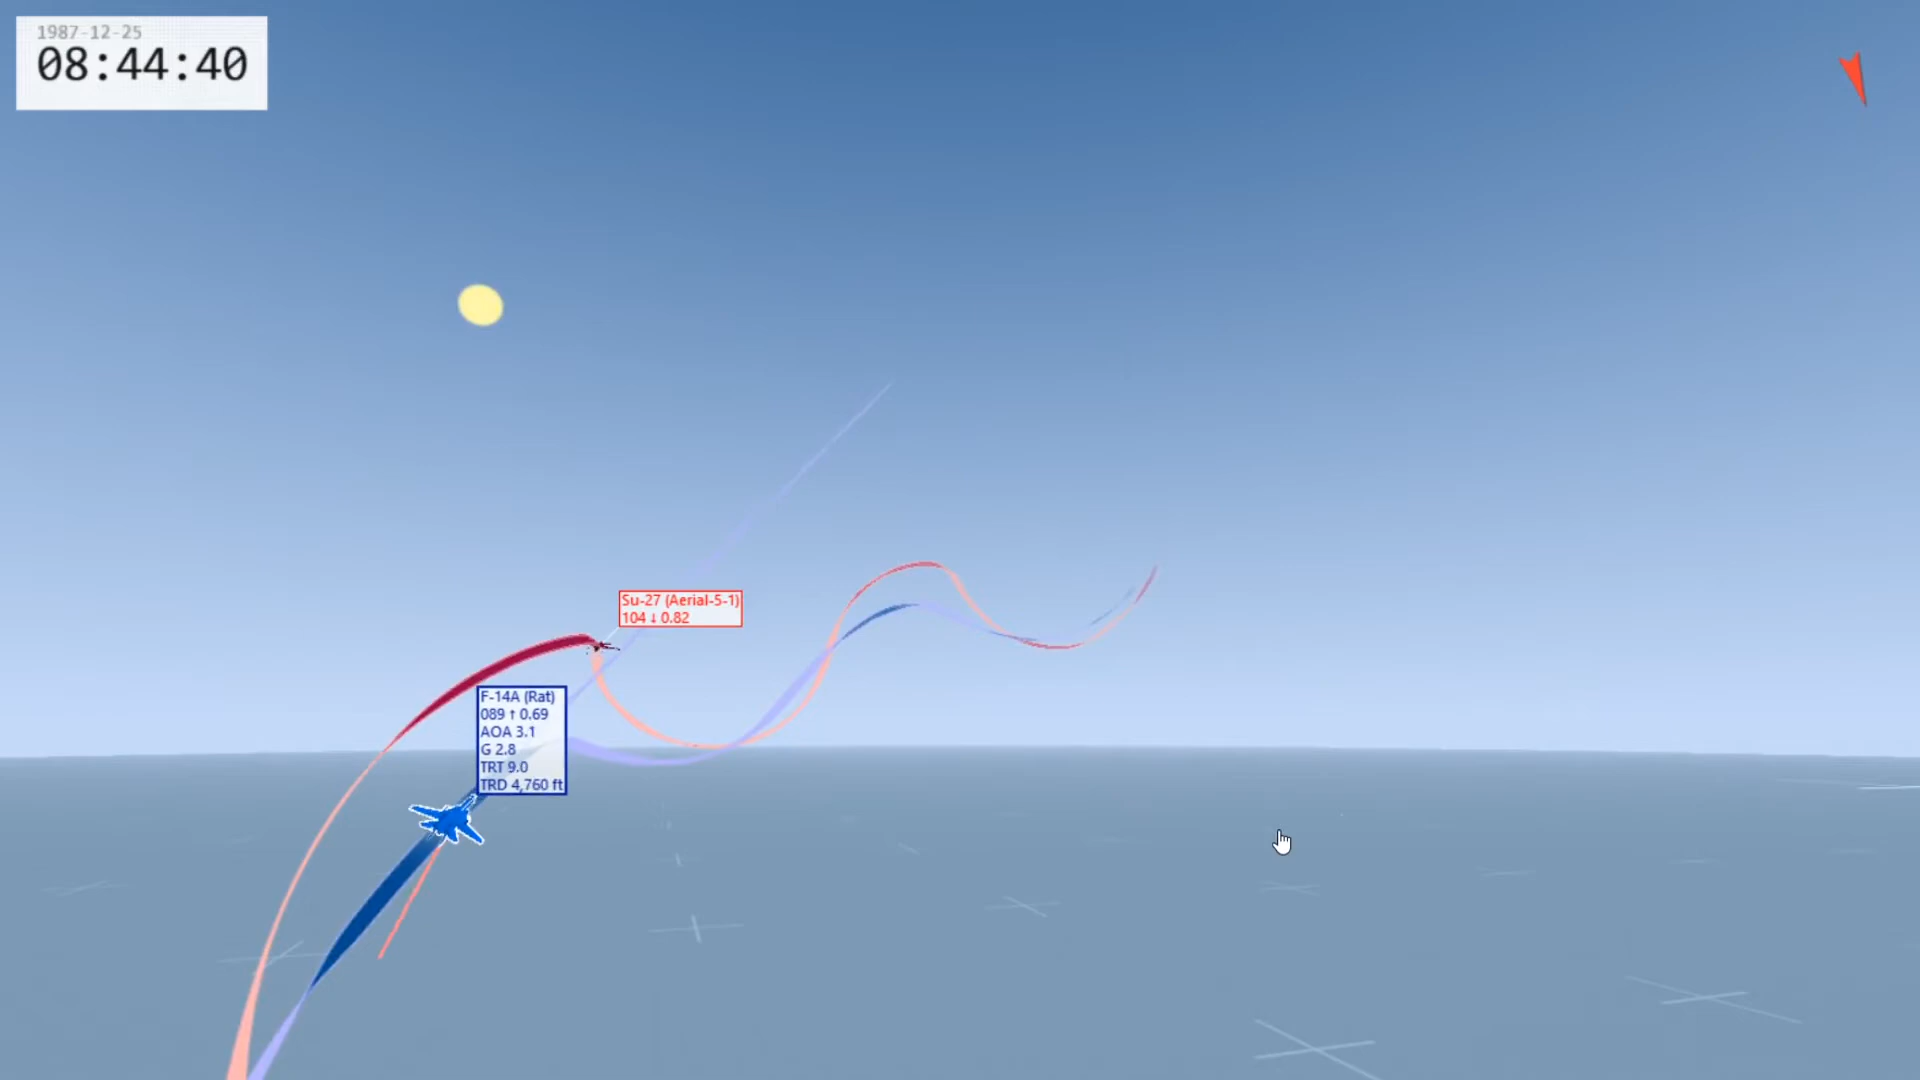 1987-12-25
08:44:40
Su-27 (Aerial-5-1)
104 ↓ 0.82
F-14A (Rat)
089 ↑ 0.69
AOA 3.1
G 2.8
TRT 9.0
TRD 4,760 ft